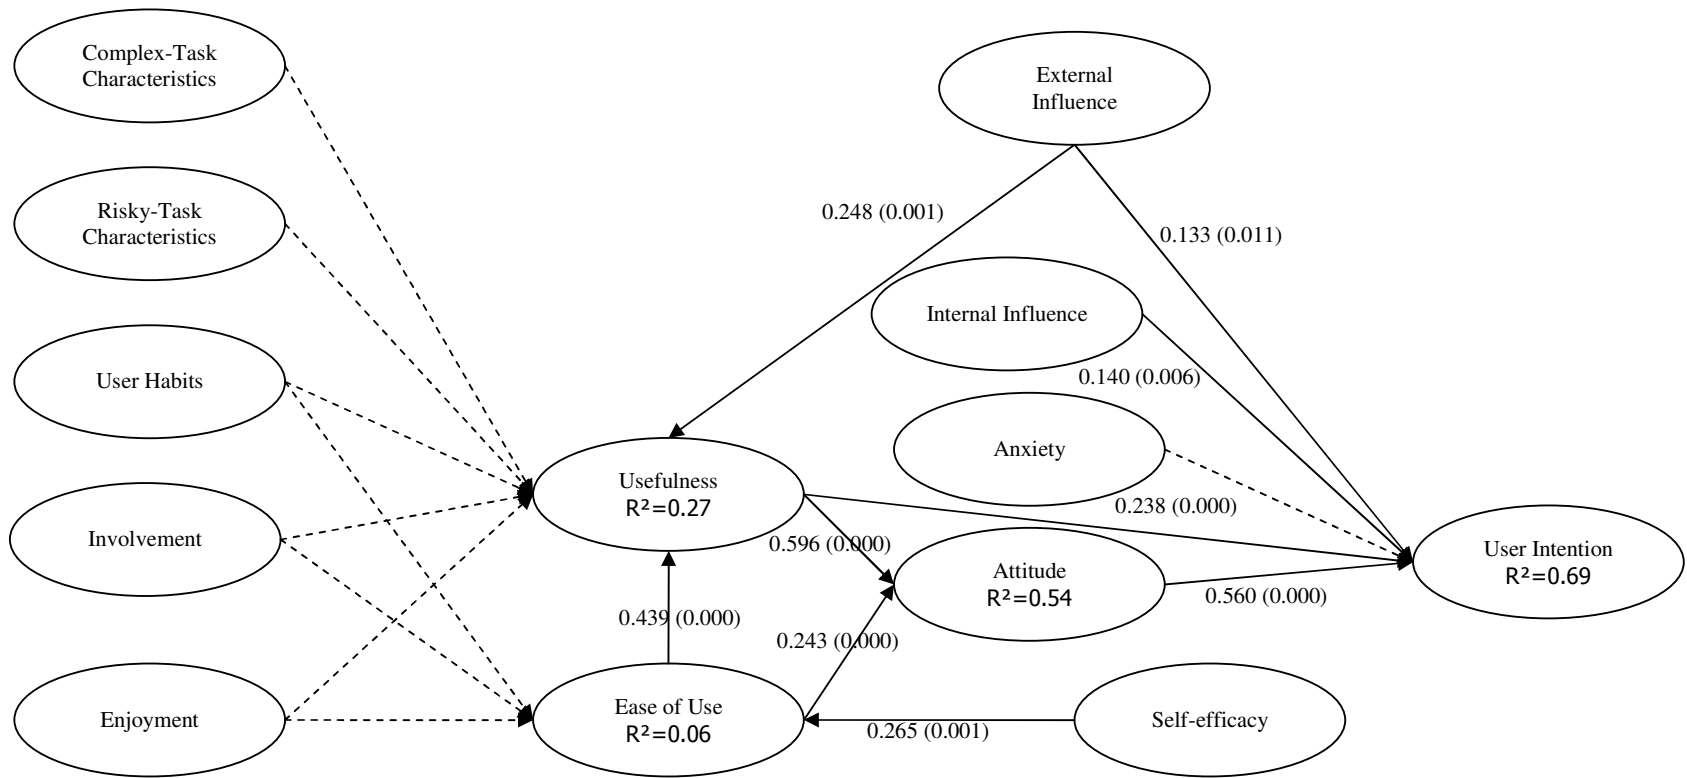 Complex-Task
Characteristics
External
Influence
Risky-Task
Characteristics
0.248 (0.001)
0.133 (0.011)
Internal Influence
User Habits
0.140 (0.006)
Anxiety
Usefulness
R²=0.27
0.238 (0.000)
Involvement
0.596 (0.000)
User Intention
R²=0.69
Attitude
R²=0.54
0.560 (0.000)
0.439 (0.000)
0.243 (0.000)
Enjoyment
Ease of Use
R²=0.06
0.265 (0.001)
Self-efficacy